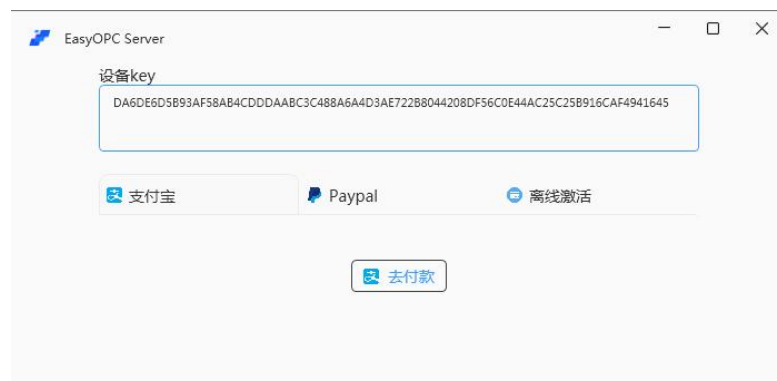 EasyOPC Server
设备key
DA6DE6D5B93AF58AB4CDDDAABC3C488A6A4D3AE722B8044208DF56C0E44AC25C25B916CAF4941645
支付宝 Paypal 离线激活
去付款